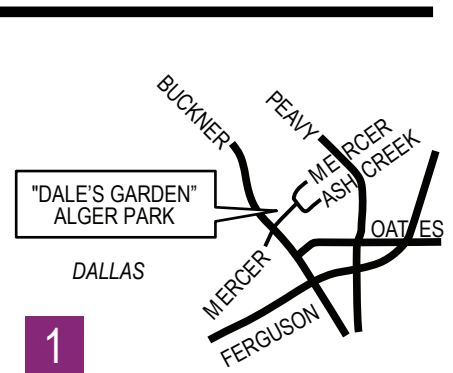 BUCKNER
PEAVY
MERCER
ASH CREEK
"DALE'S GARDEN”
ALGER PARK
OATES
DALLAS
MERCER
FERGUSON
1